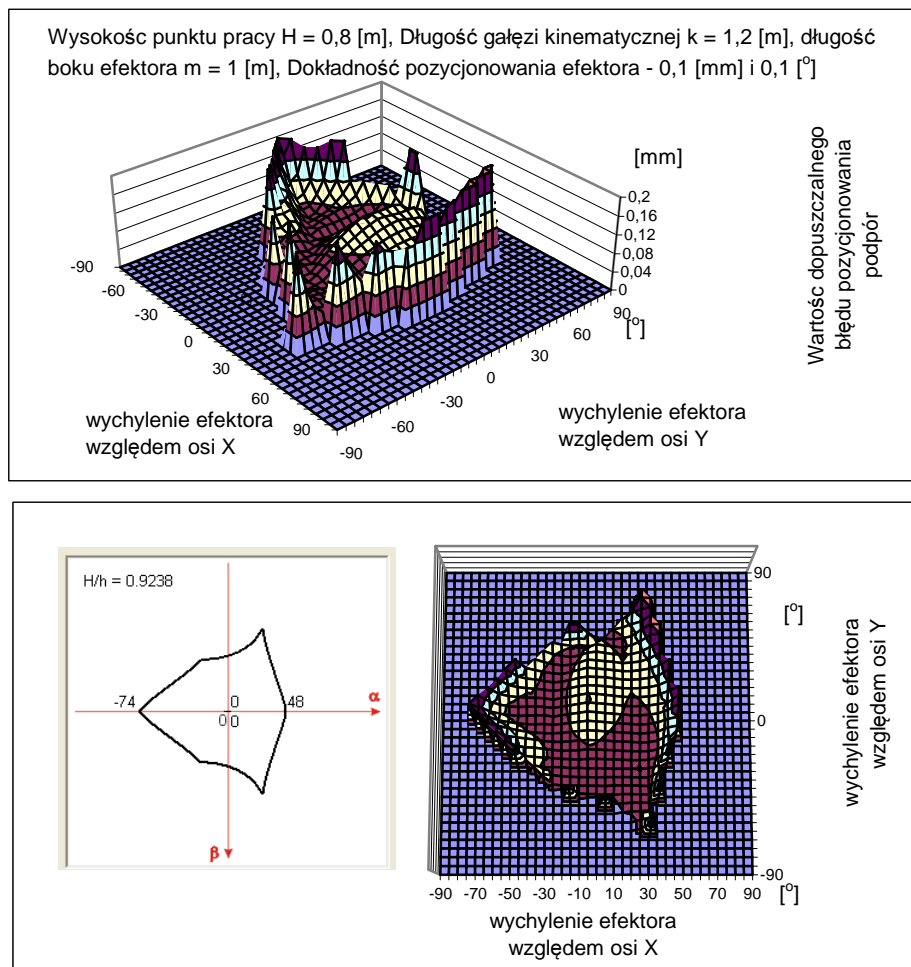 Wysokośc punktu pracy H = 0,8 [m], Długość gałęzi kinematycznej k = 1,2 [m], długość
boku efektora m = 1 [m], Dokładność pozycjonowania efektora - 0,1 [mm] i 0,1 [°]
[mm]
0,2
0,16
0,12
0,08
0,04
0
Wartość dopuszczalnego
błędu pozycjonowania
podpór
-90
-60
-30
0
30
60
90
wychylenie efektora
względem osi X
-90
-60
-30
0
30
60
90
[°]
wychylenie efektora
względem osi Y
H/h = 0.9238
-74
0
48
α
0
0
β
90
[°]
0
-90
wychylenie efektora
względem osi Y
-90 -70 -50 -30 -10 10 30 50 70 90
[°]
wychylenie efektora
względem osi X